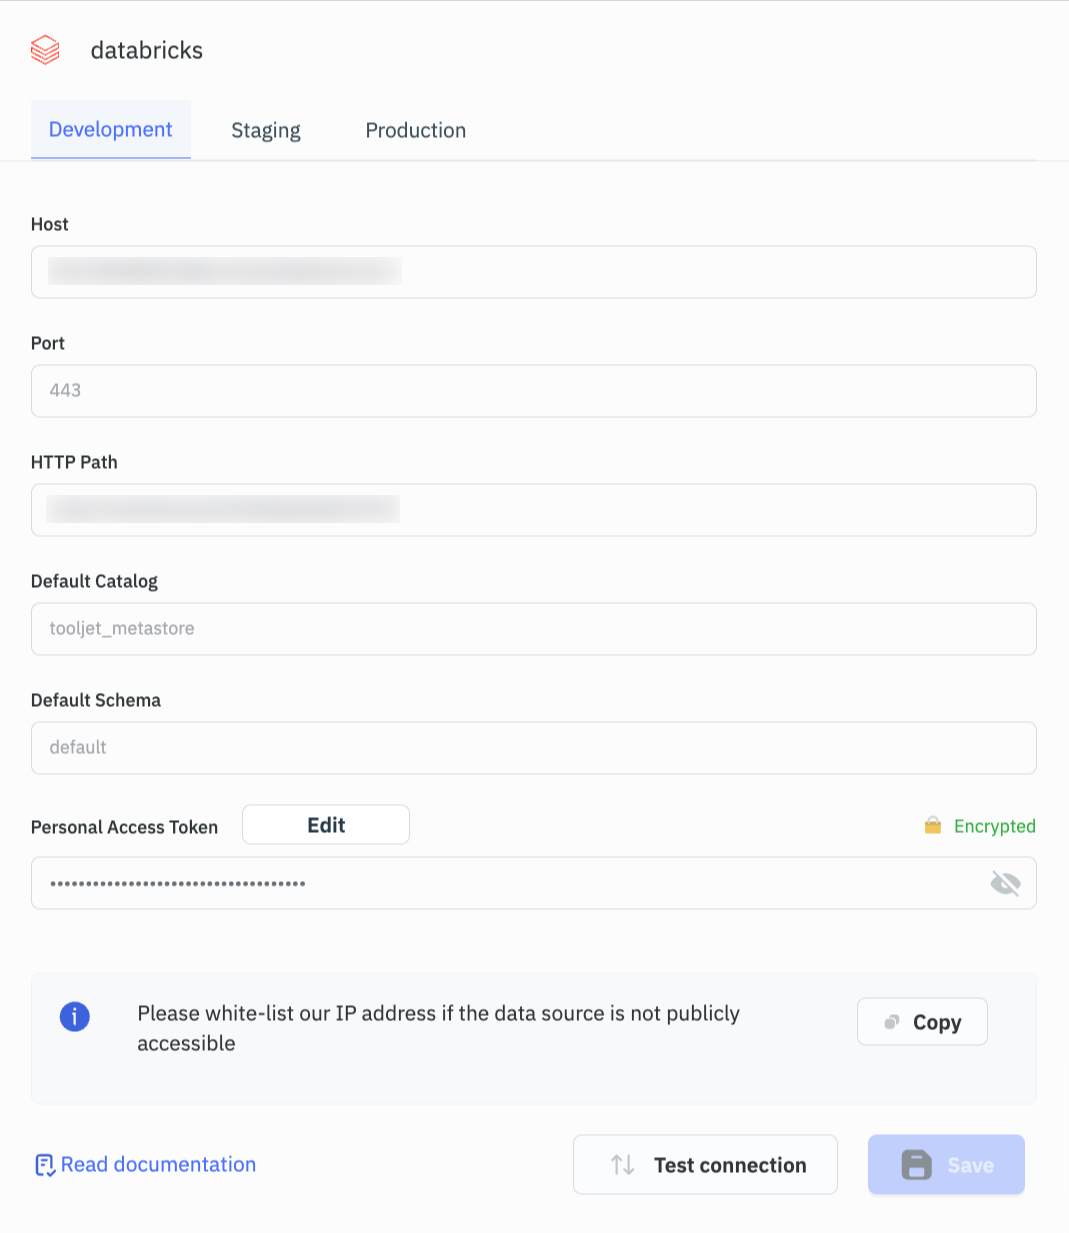 databricks
Development
Staging
Production
Host
Port
443
HTTP Path
Default Catalog
tooljet_metastore
Default Schema
default
Personal Access Token
Edit
Encrypted
Please white-list our IP address if the data source is not publicly
accessible
Copy
Read documentation
Test connection
Save